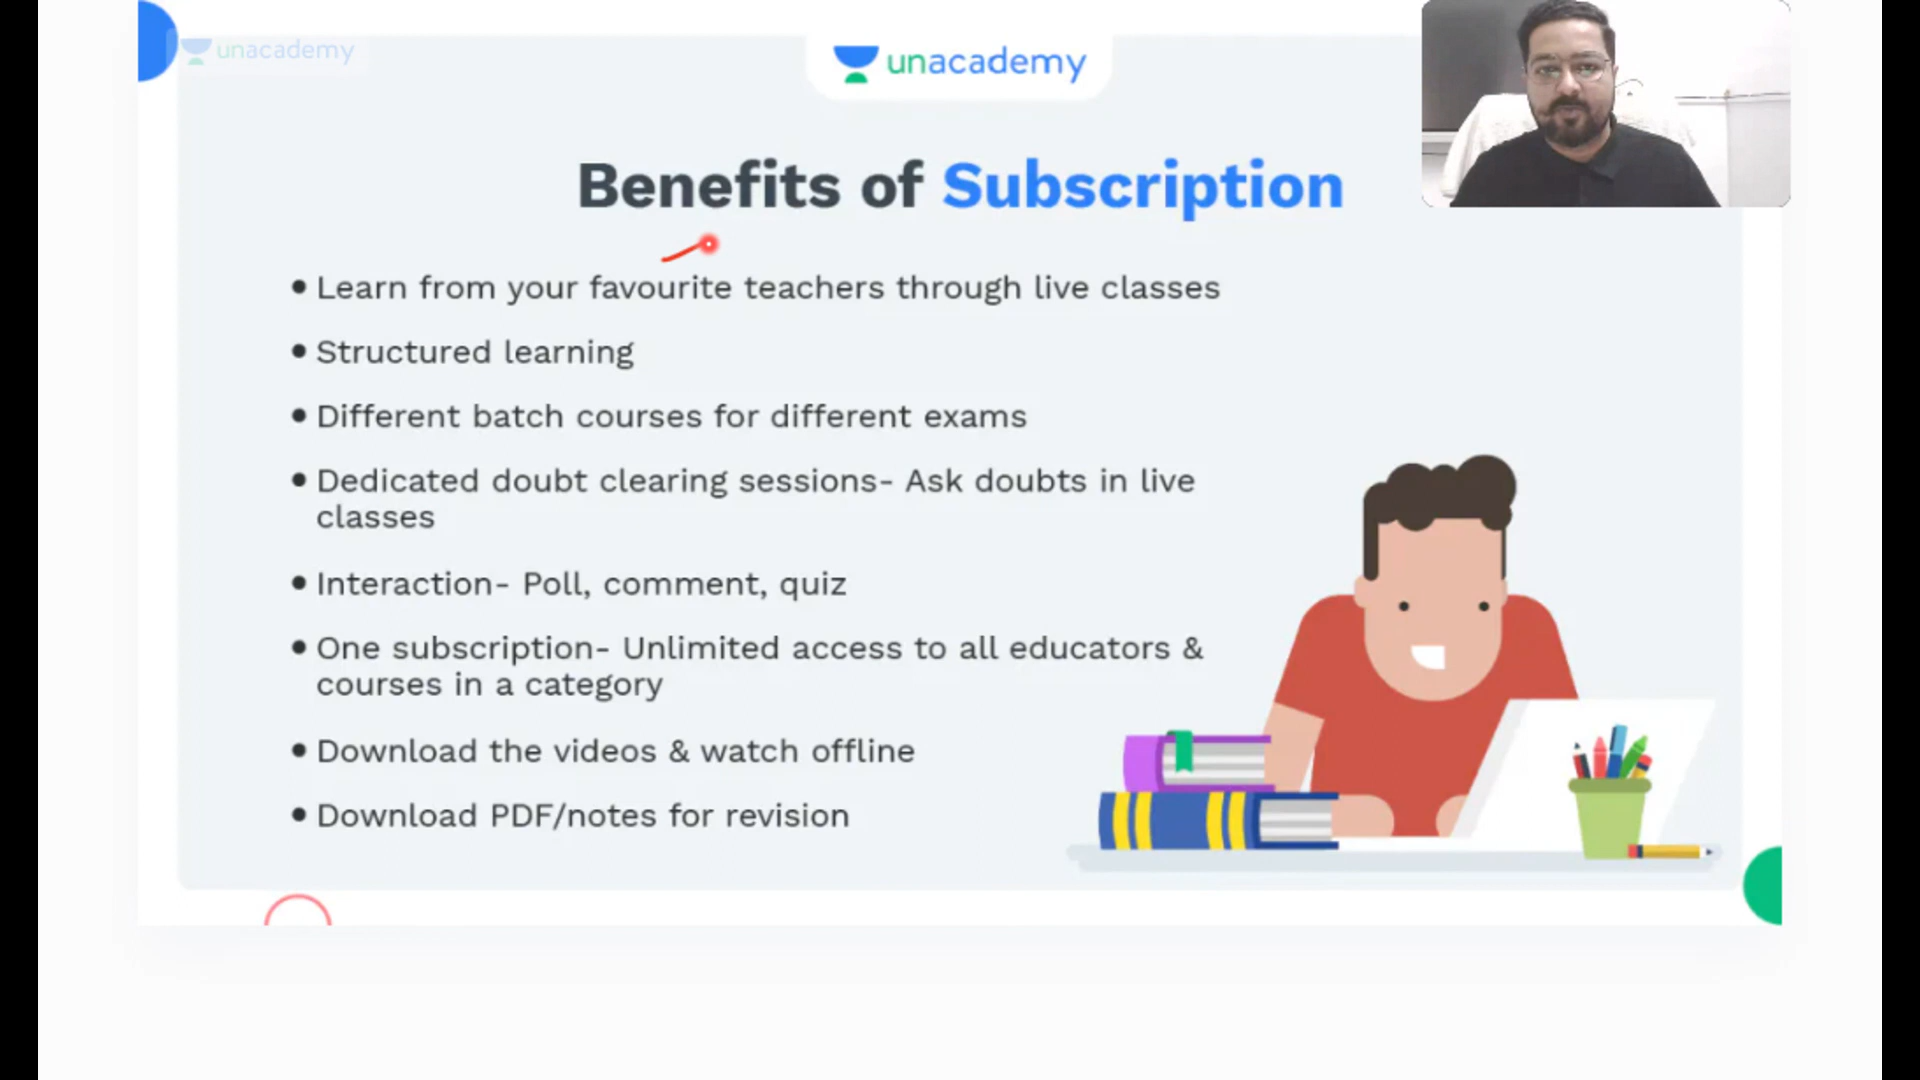 unacademy
unacademy
Benefits of Subscription
• Learn from your favourite teachers through live classes
• Structured learning
• Different batch courses for different exams
• Dedicated doubt clearing sessions- Ask doubts in live
classes
• Interaction- Poll, comment, quiz
• One subscription- Unlimited access to all educators &
courses in a category
• Download the videos & watch offline
• Download PDF/notes for revision